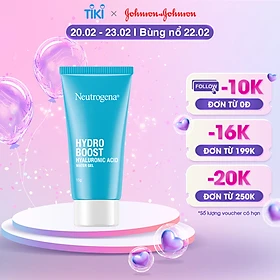 TIKI × Johnson&Johnson
20.02 - 23.02 | Bùng nổ 22.02
Neutrogena®
HYDRO
BOOST
HYALURONIC ACID
WATER GEL
FOLLOW -10K
ĐƠN TỪ 0Đ
-16K
ĐƠN TỪ 199K
-20K
ĐƠN TỪ 250K
*Số lượng voucher có hạn